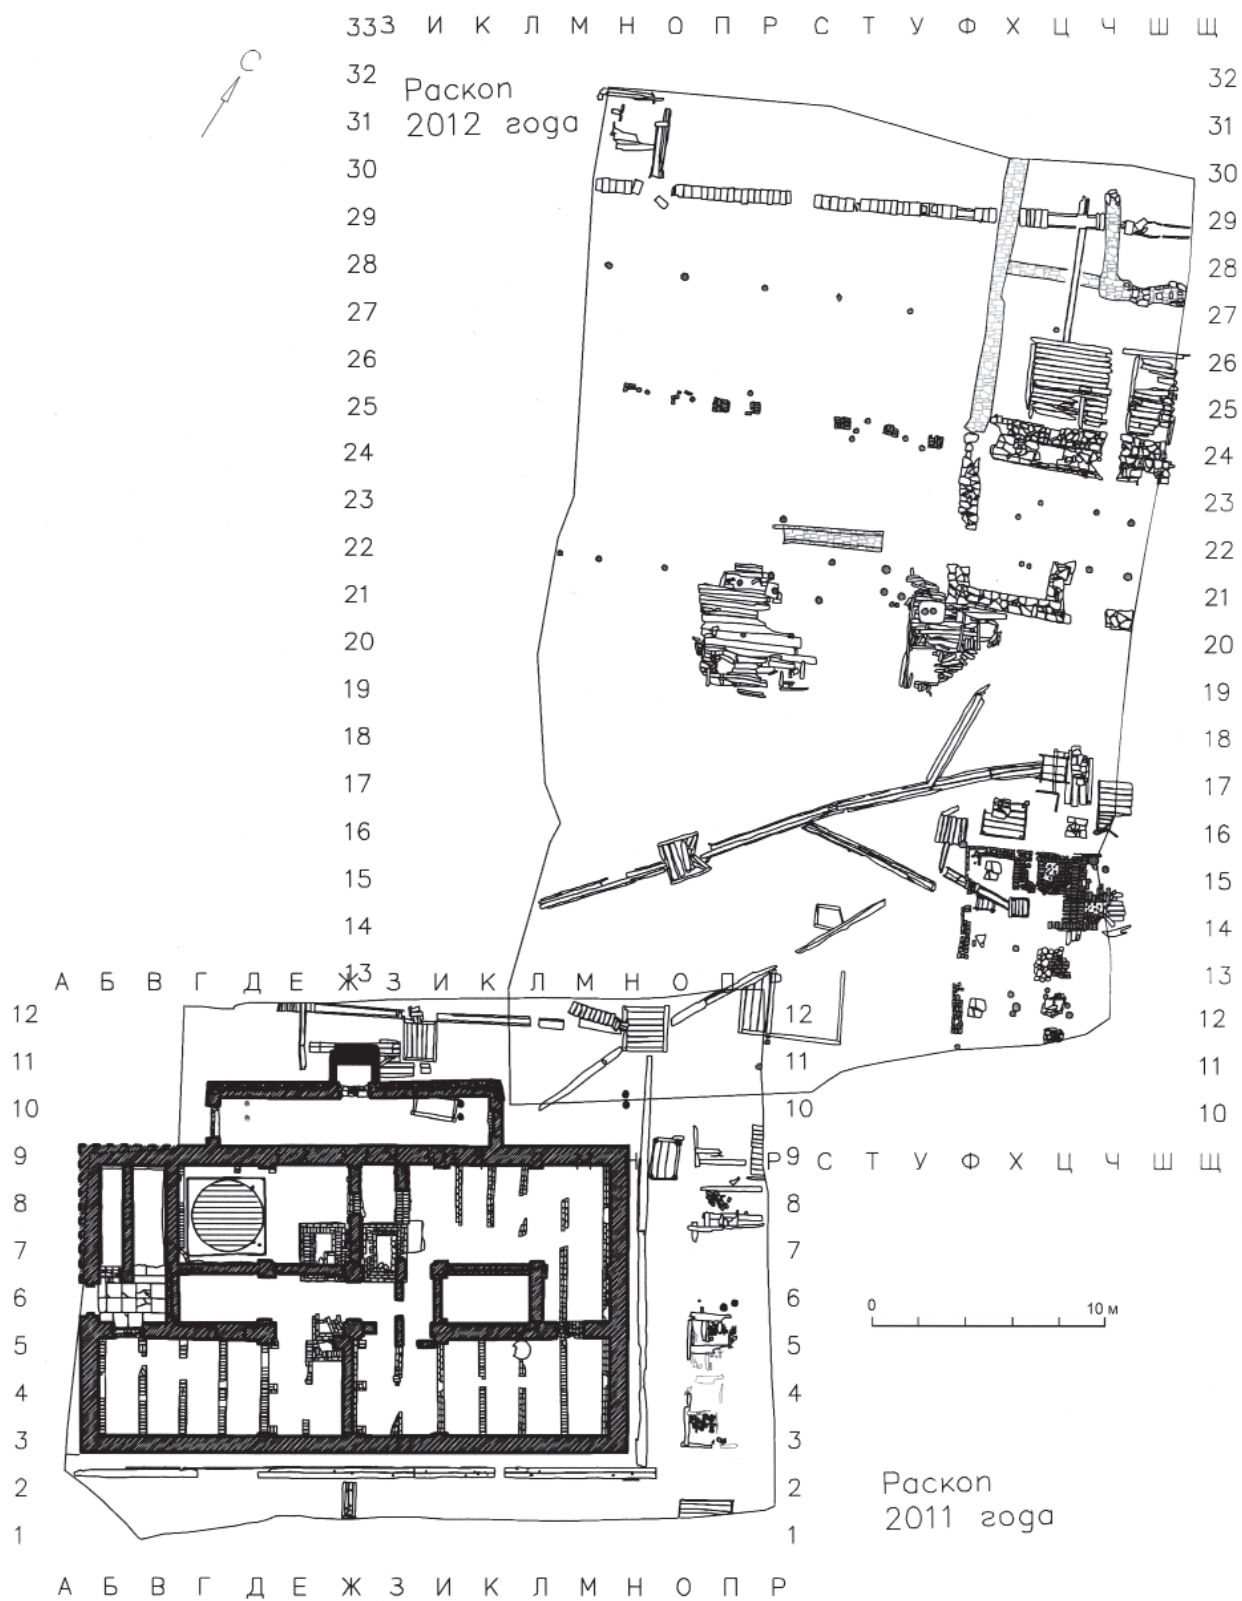 33 З И К Л М Н О П Р С Т У Ф Х Ц Ч Ш Щ
С
Раскоп
2012 года
32 32
31 31
30 30
29 29
28 28
27 27
26 26
25 25
24 24
23 23
22 22
21 21
20 20
19 19
18 18
17 17
16 16
15 15
14 14
13 13
А Б В Г Д Е Ж З И К Л М Н О П
12 12 12
11 11 11
10 10 10
9 9
Р С Т У Ф Х Ц Ч Ш Щ
8 8
7 7
6 6
0 10 м
5 5
4 4
3 3
2 2
1 1
Раскоп
2011 года
А Б В Г Д Е Ж З И К Л М Н О П Р